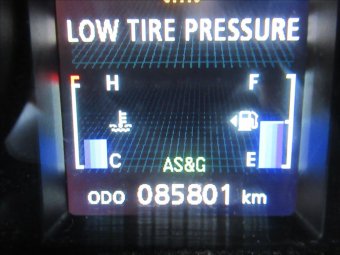 LOW TIRE PRESSURE
H F
C AS&G E
ODO 085801 km